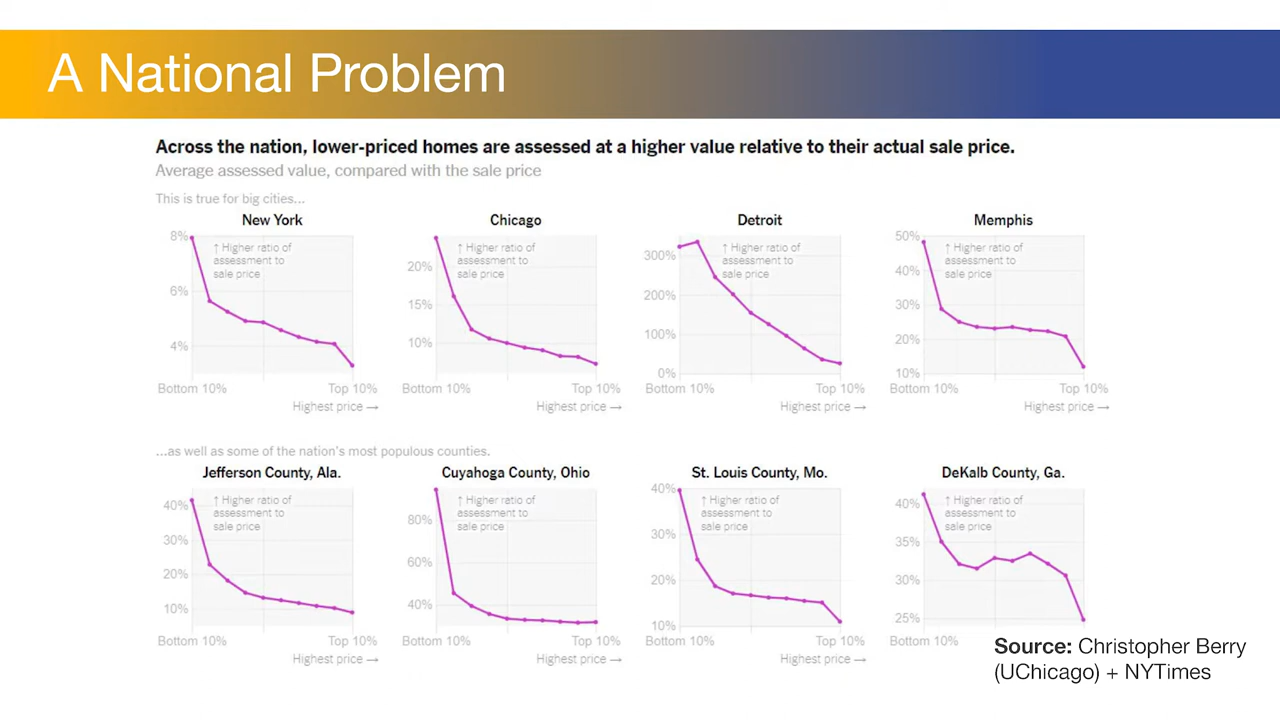 A National Problem
Across the nation, lower-priced homes are assessed at a higher value relative to their actual sale price.
Average assessed value, compared with the sale price
This is true for big cities...
New York
8%
6%
4%
↑ Higher ratio of
assessment to
sale price
Bottom 10%
Top 10%
Highest price →
Chicago
20%
15%
10%
↑ Higher ratio of
assessment to
sale price
Bottom 10%
Top 10%
Highest price →
Detroit
300%
200%
100%
0%
↑ Higher ratio of
assessment to
sale price
Bottom 10%
Top 10%
Highest price →
Memphis
50%
40%
30%
20%
10%
↑ Higher ratio of
assessment to
sale price
Bottom 10%
Top 10%
Highest price →
...as well as some of the nation's most populous counties.
Jefferson County, Ala.
40%
30%
20%
10%
↑ Higher ratio of
assessment to
sale price
Bottom 10%
Top 10%
Highest price →
Cuyahoga County, Ohio
80%
60%
40%
↑ Higher ratio of
assessment to
sale price
Bottom 10%
Top 10%
Highest price →
St. Louis County, Mo.
40%
30%
20%
10%
↑ Higher ratio of
assessment to
sale price
Bottom 10%
Top 10%
Highest price →
DeKalb County, Ga.
40%
35%
30%
25%
↑ Higher ratio of
assessment to
sale price
Bottom 10%
Source: Christopher Berry
(UChicago) + NYTimes